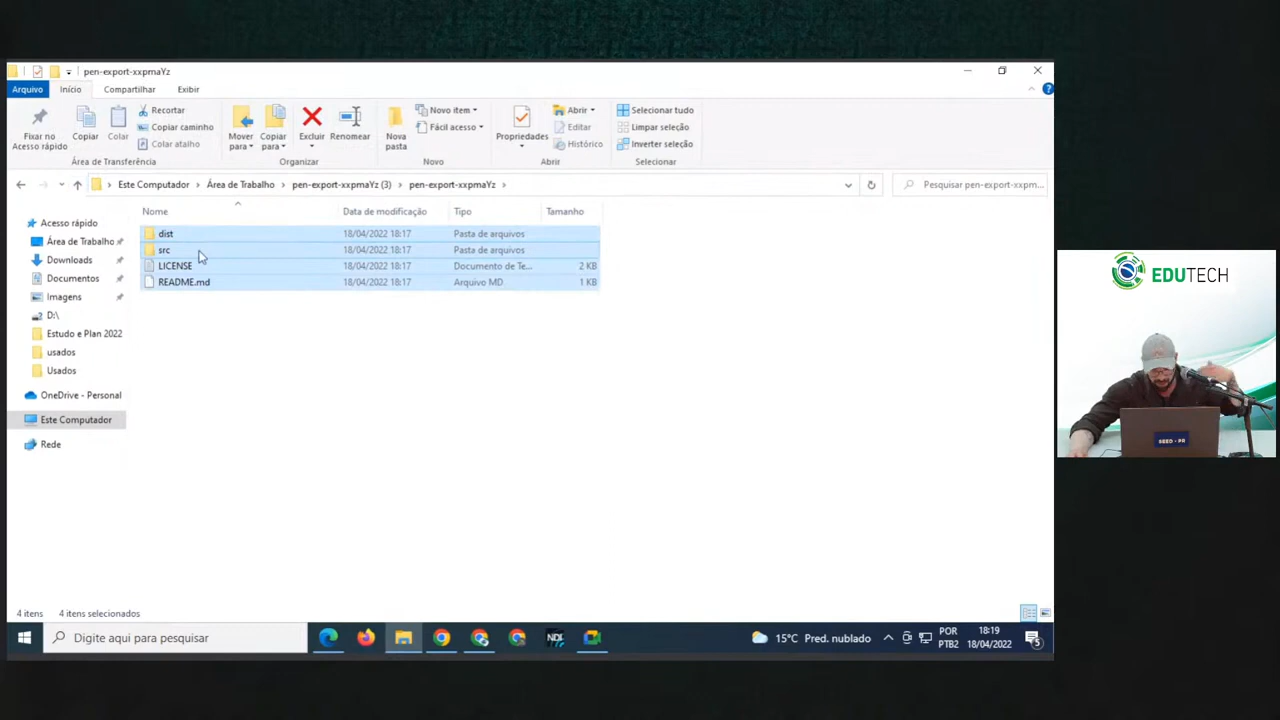 pen-export-xxpmaYz
Arquivo Início Compartilhar Exibir
Fixar no Acesso rápido
Copiar
Colar
Recortar
Copiar caminho
Colar atalho
Área de Transferência
Mover para
Copiar para
Excluir
Renomear
Organizar
Nova pasta
Novo item
Fácil acesso
Novo
Propriedades
Abrir
Editar
Histórico
Abrir
Selecionar tudo
Limpar seleção
Inverter seleção
Selecionar
Este Computador > Área de Trabalho > pen-export-xxpmaYz (3) > pen-export-xxpmaYz >
Pesquisar pen-export-xxpm...
Acesso rápido
Área de Trabalho
Downloads
Documentos
Imagens
D:\
Estudo e Plan 2022
usados
Usados
OneDrive - Personal
Este Computador
Rede
Nome Data de modificação Tipo Tamanho
dist 18/04/2022 18:17 Pasta de arquivos
src 18/04/2022 18:17 Pasta de arquivos
LICENSE 18/04/2022 18:17 Documento de Te... 2 KB
README.md 18/04/2022 18:17 Arquivo MD 1 KB
4 itens 4 itens selecionados
Digite aqui para pesquisar
NDI
15°C Pred. nublado
POR
PTB2
18:19
18/04/2022
5
EDUTECH
SEED - PR